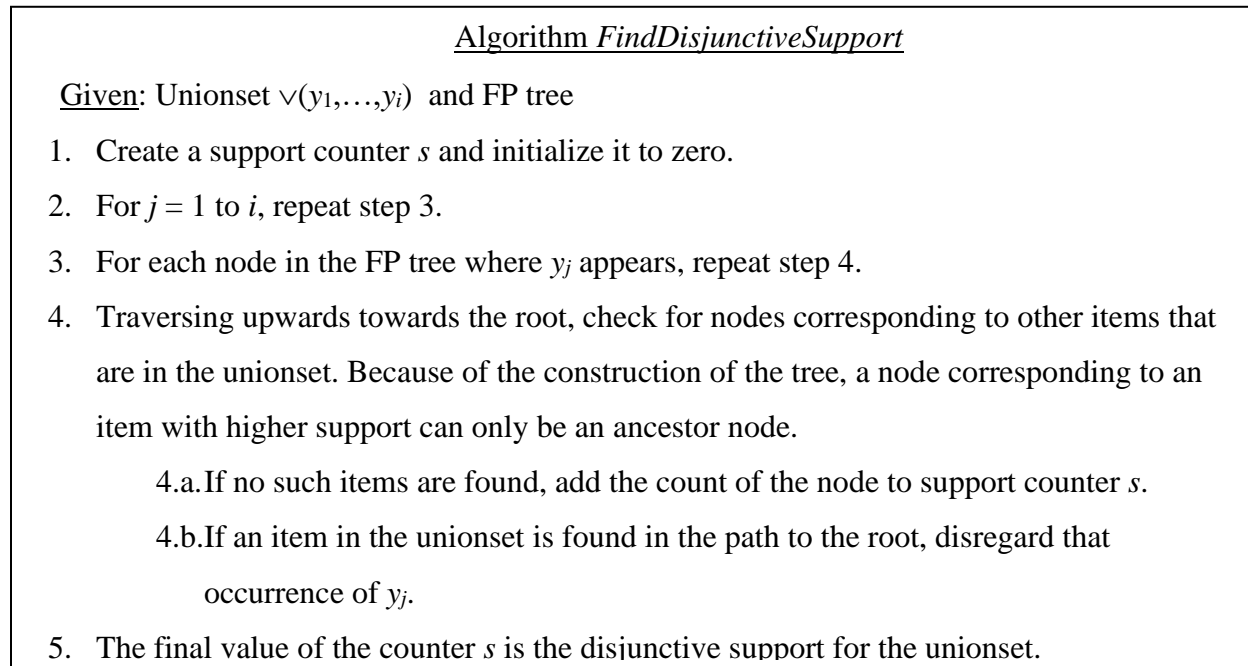 Algorithm FindDisjunctiveSupport
Given: Unionset ∨(y1,…,yi) and FP tree
1. Create a support counter s and initialize it to zero.
2. For j = 1 to i, repeat step 3.
3. For each node in the FP tree where yj appears, repeat step 4.
4. Traversing upwards towards the root, check for nodes corresponding to other items that
are in the unionset. Because of the construction of the tree, a node corresponding to an
item with higher support can only be an ancestor node.
4.a.If no such items are found, add the count of the node to support counter s.
4.b.If an item in the unionset is found in the path to the root, disregard that
occurrence of yj.
5. The final value of the counter s is the disjunctive support for the unionset.